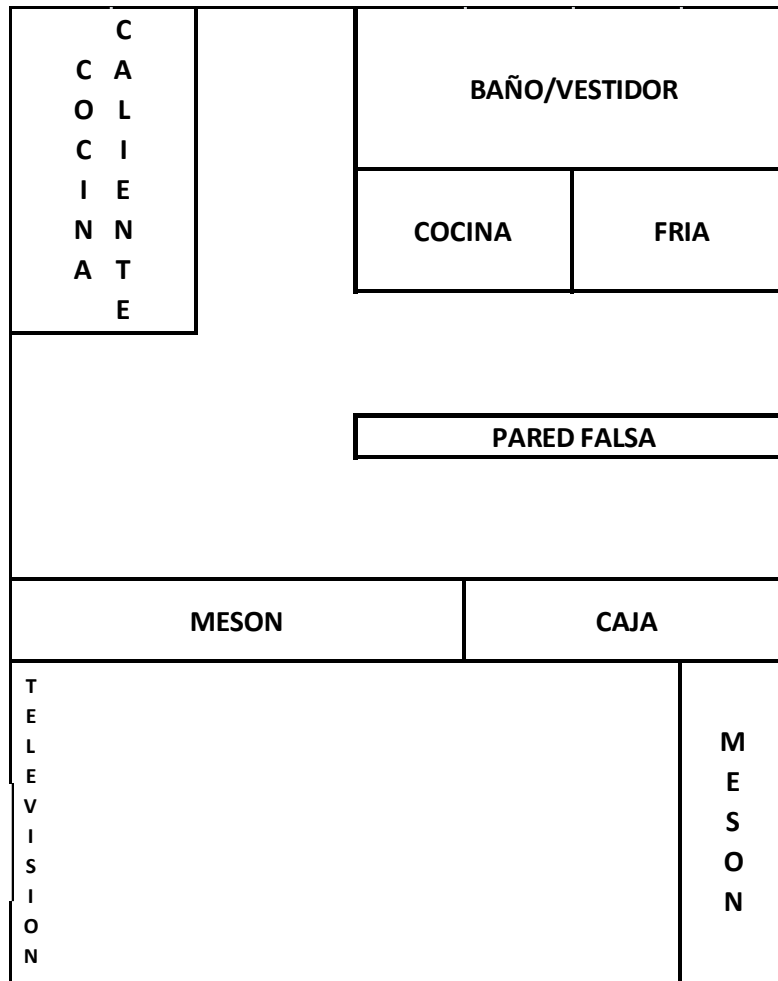 COCINA
CALIENTE
BAÑO/VESTIDOR
COCINA
FRIA
PARED FALSA
MESON
CAJA
TELEVISION
MESON